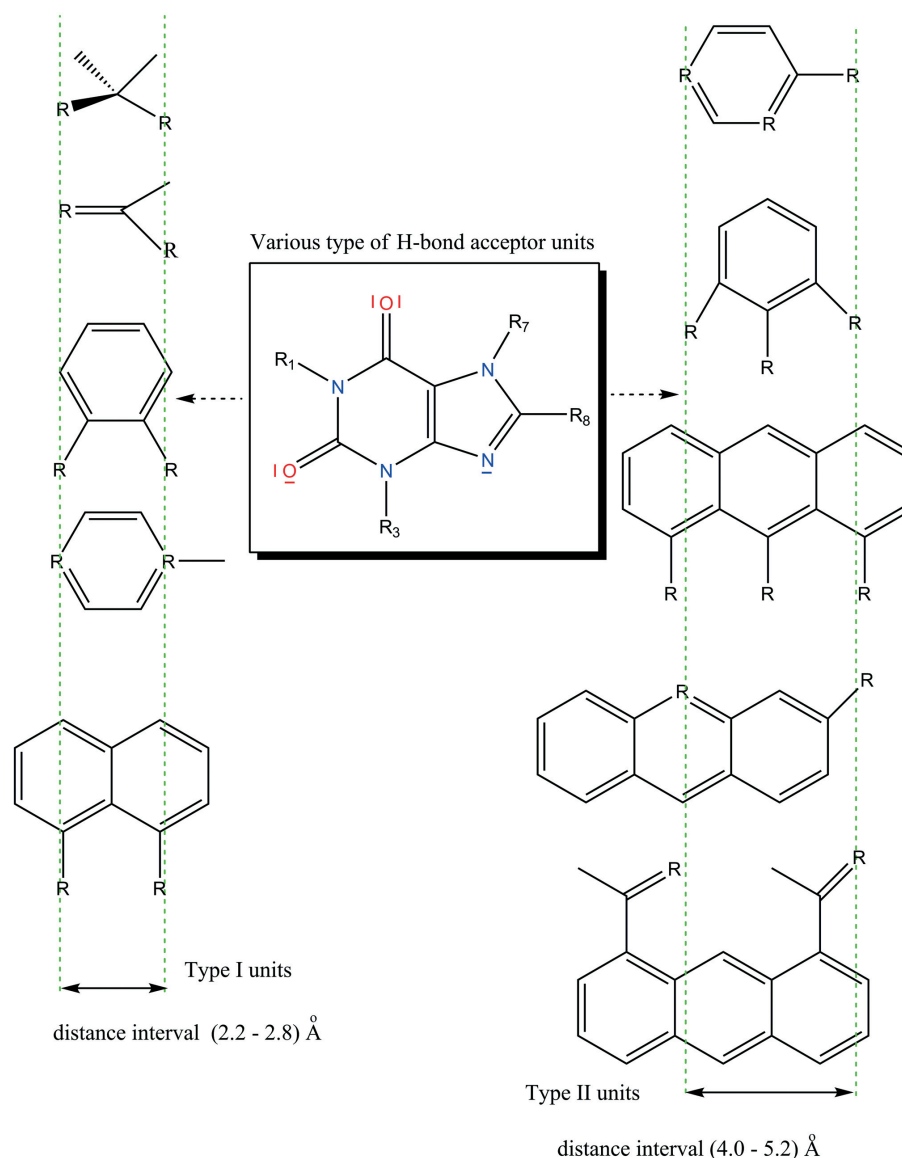 R
R
R
R
R
R
R
R
R
R
Type I units
distance interval (2.2 - 2.8) Å
Various type of H-bond acceptor units
O
R1
N
O
N
R3
R7
N
R8
N
R
R
R
R
R
R
R
R
R
R
R
R
R
Type II units
distance interval (4.0 - 5.2) Å